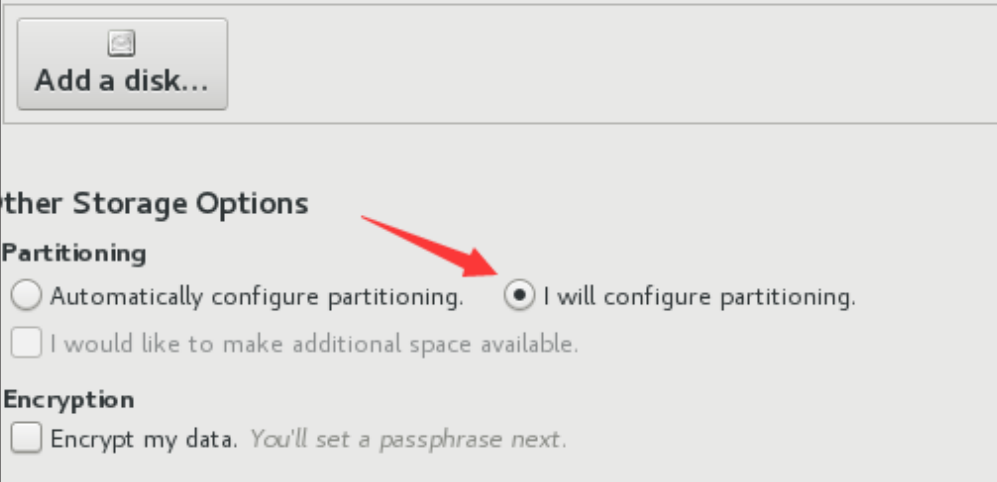 Add a disk...
ther Storage Options
Partitioning
Automatically configure partitioning. I will configure partitioning.
I would like to make additional space available.
Encryption
Encrypt my data. You'll set a passphrase next.